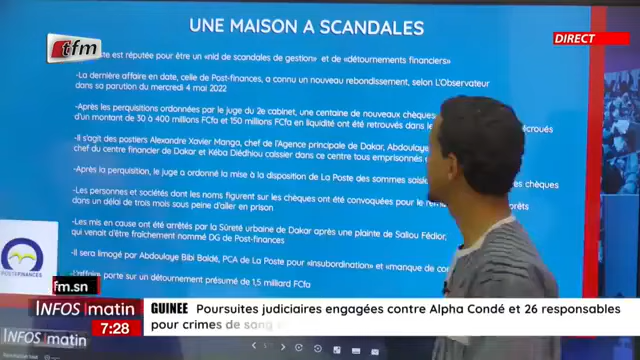 UNE MAISON A SCANDALES
tfm
DIRECT
est réputée pour être un «nid de scandales de gestion» et de «détournements financiers»
-La dernière affaire en date, celle de Post-finances, a connu un nouveau rebondissement, selon L'Observateur
dans sa parution du mercredi 4 mai 2022
-Après les perquisitions ordonnées par le juge du 2e cabinet, une centaine de nouveaux chèques
d'un montant de 30 à 400 millions FCfa et 150 millions FCfa en liquidité ont été retrouvés dans écroués
-Il s'agit des postiers Alexandre Xavier Manga, chef de l'Agence principale de Dakar, Abdoulaye
chef du centre financier de Dakar et Kéba Diédhiou caissier dans ce centre tous emprisonnés
-Après la perquisition, le juge a ordonné la mise à la disposition de La Poste des sommes saisies chèques
-Les personnes et sociétés dont les noms figurent sur les chèques ont été convoquées pour le prêts
dans un délai de trois mois sous peine d'aller en prison
-Les mis en cause ont été arrêtés par la Sûreté urbaine de Dakar après une plainte de Saliou Fédior,
qui venait d'être fraîchement nommé DG de Post-finances
-Il sera limogé par Abdoulaye Bibi Baldé, PCA de La Poste pour «insubordination» et «manque de
-L'affaire porte sur un détournement présumé de 1,5 milliard FCfa
POSTEFINANCES
fm.sn
INFOS matin
7:28
GUINEE Poursuites judiciaires engagées contre Alpha Condé et 26 responsables
pour crimes de sang
INFOS matin